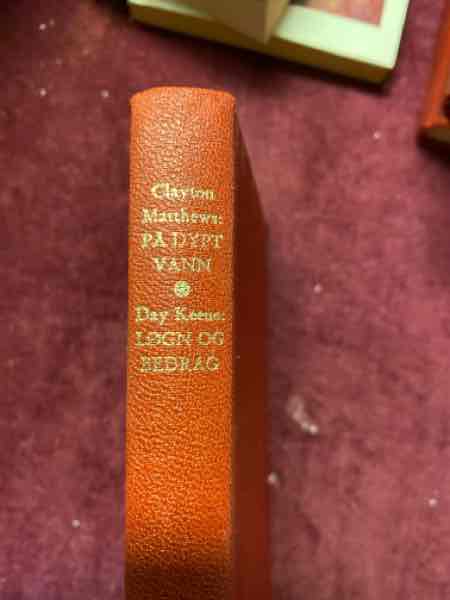 Clayton
Matthews:
PÅ DYPT
VANN
Day Keene:
LØGN OG
BEDRAG